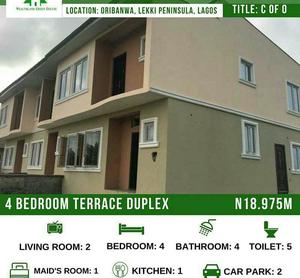 LOCATION: ORIBANWA, LEKKI PENINSULA, LAGOS
TITLE: C OF O
4 BEDROOM TERRACE DUPLEX
N18.975M
LIVING ROOM: 2
BEDROOM: 4
BATHROOM: 4
TOILET: 5
MAID'S ROOM: 1
KITCHEN: 1
CAR PARK: 2